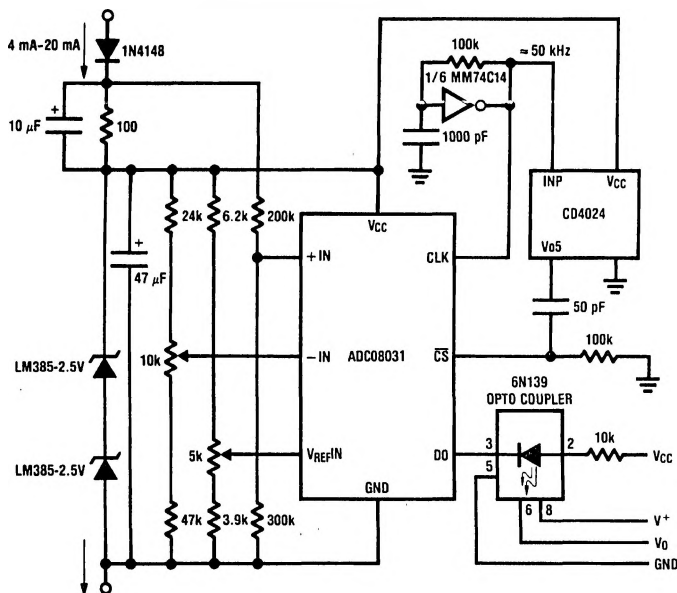 4 mA-20 mA
1N4148
10 μF
+
100
100k
≈ 50 kHz
1/6 MM74C14
1000 pF
INP
VCC
CD4024
VO5
24k
6.2k
200k
VCC
+
47 μF
+IN
CLK
50 pF
LM385-2.5V
10k
-IN
ADC08031
CS
100k
6N139
OPTO COUPLER
LM385-2.5V
5k
VREFIN
DO
3
2
10k
VCC
5
GND
6
8
47k
3.9k
300k
V+
VO
GND